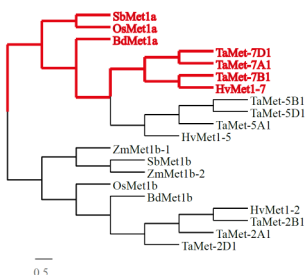 SbMet1a
OsMet1a
BdMet1a
TaMet-7D1
TaMet-7A1
TaMet-7B1
HvMet1-7
TaMet-5B1
TaMet-5D1
TaMet-5A1
HvMet1-5
ZmMet1b-1
SbMet1b
ZmMet1b-2
OsMet1b
BdMet1b
HvMet1-2
TaMet-2B1
TaMet-2A1
TaMet-2D1
0.5